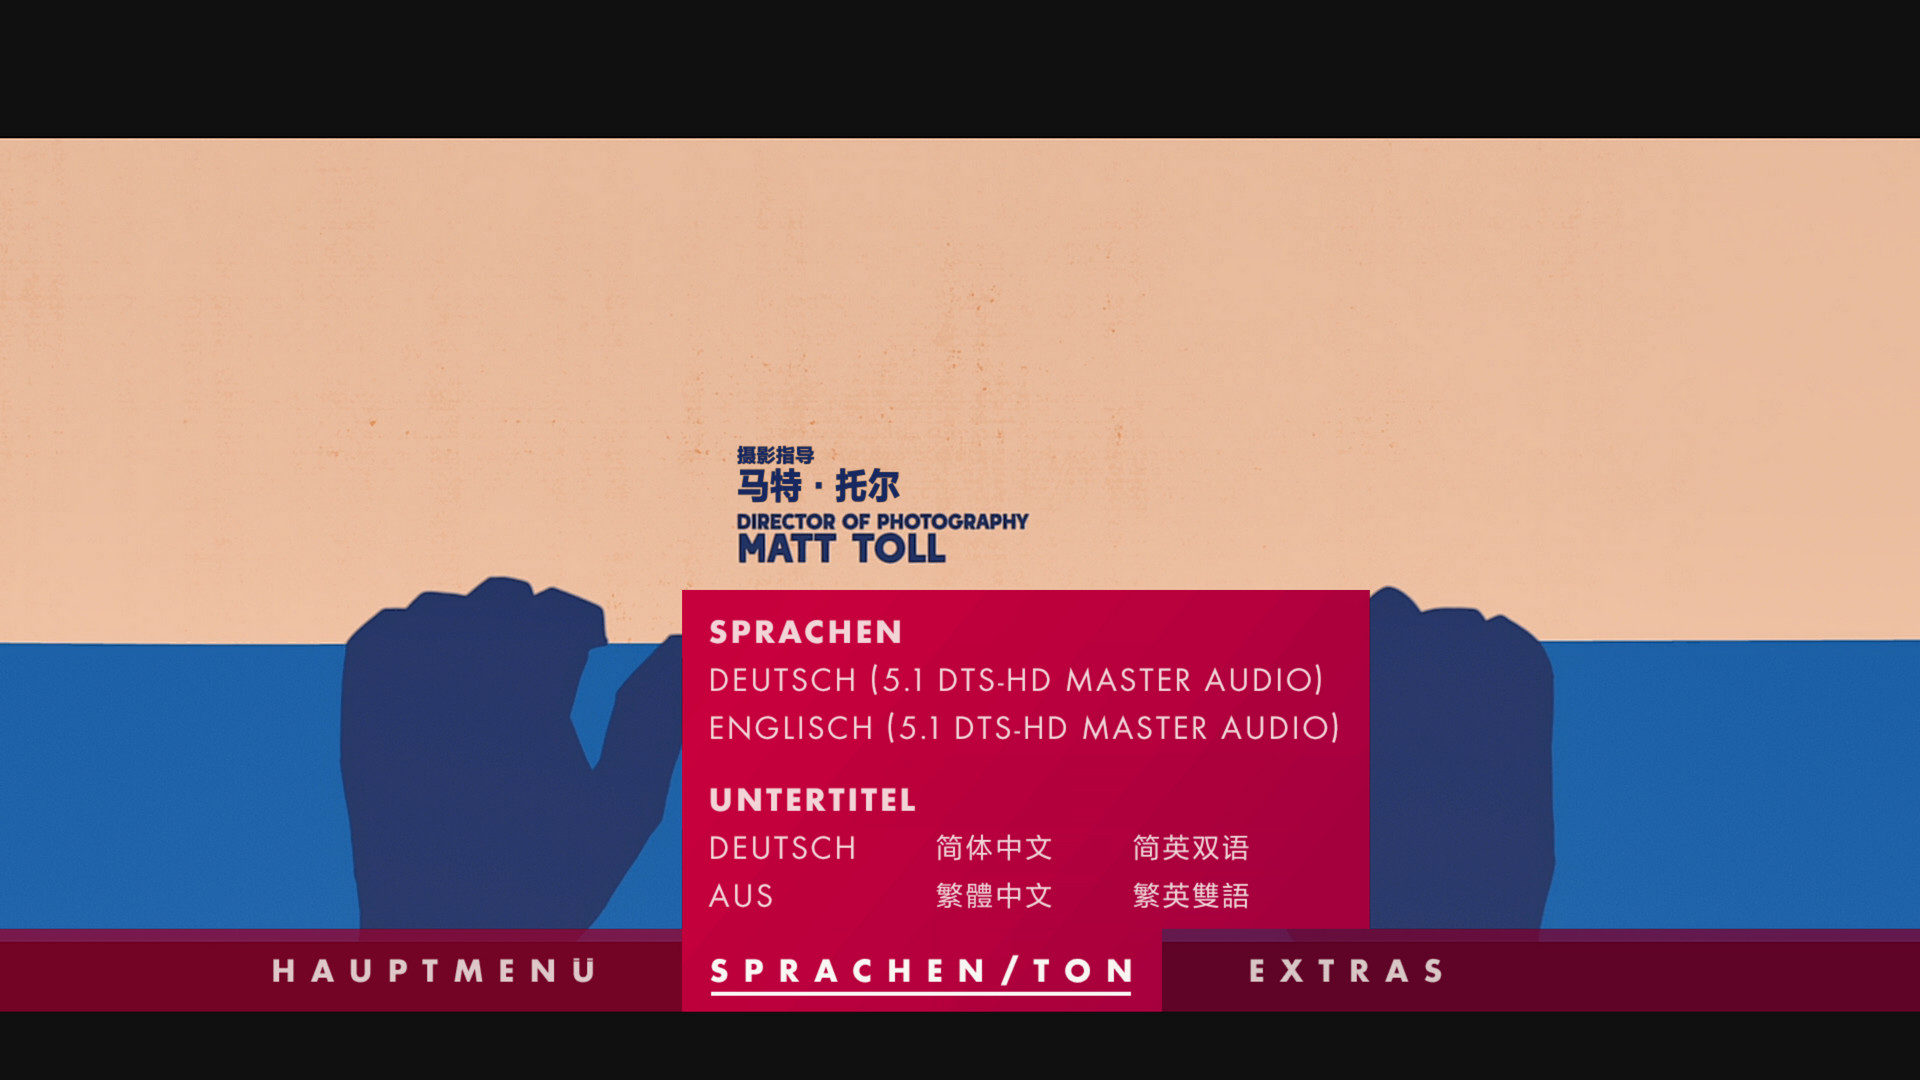 摄影指导
马特·托尔
DIRECTOR OF PHOTOGRAPHY
MATT TOLL
SPRACHEN
DEUTSCH (5.1 DTS-HD MASTER AUDIO)
ENGLISCH (5.1 DTS-HD MASTER AUDIO)
UNTERTITEL
DEUTSCH 简体中文 简英双语
AUS 繁體中文 繁英雙語
HAUPTMENÜ SPRACHEN/TON EXTRAS